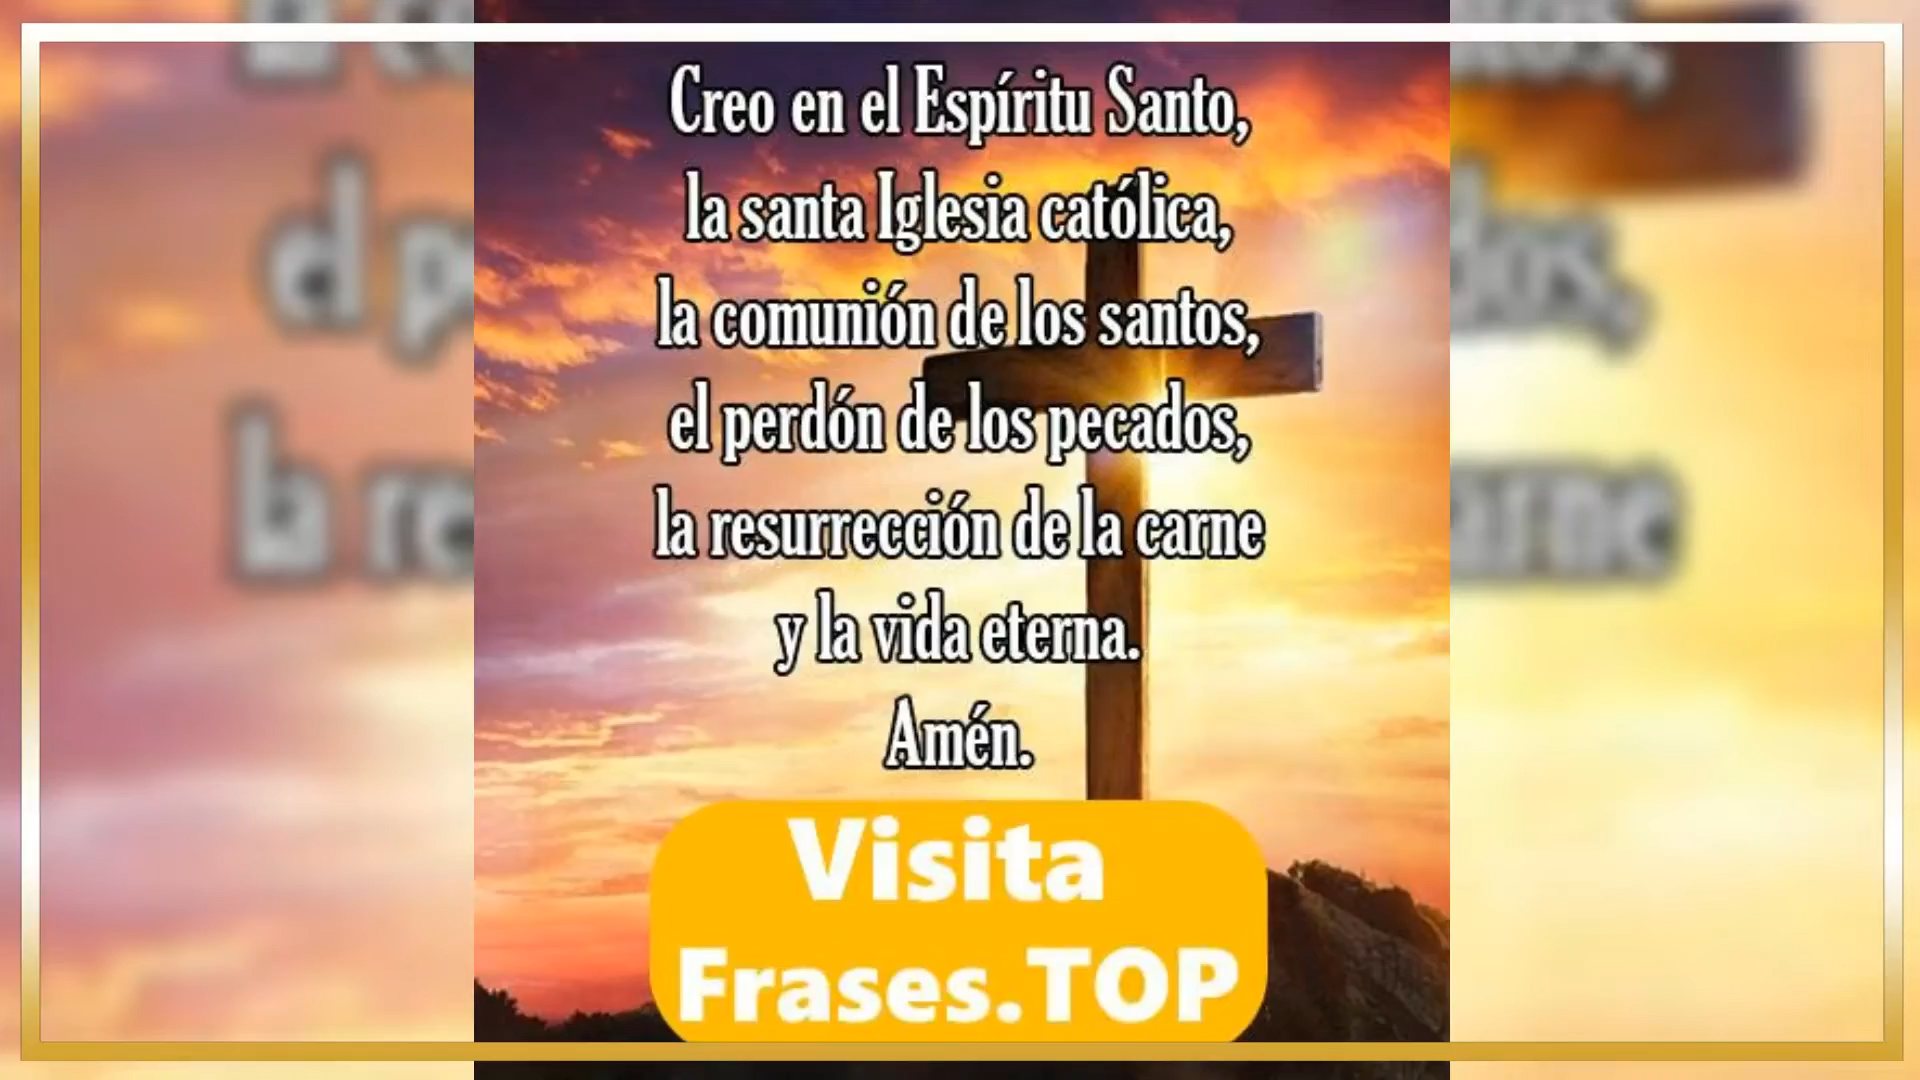 Creo en el Espíritu Santo,
la santa Iglesia católica,
la comunión de los santos,
el perdón de los pecados,
la resurrección de la carne
y la vida eterna.
Amén.
Visita
Frases.TOP